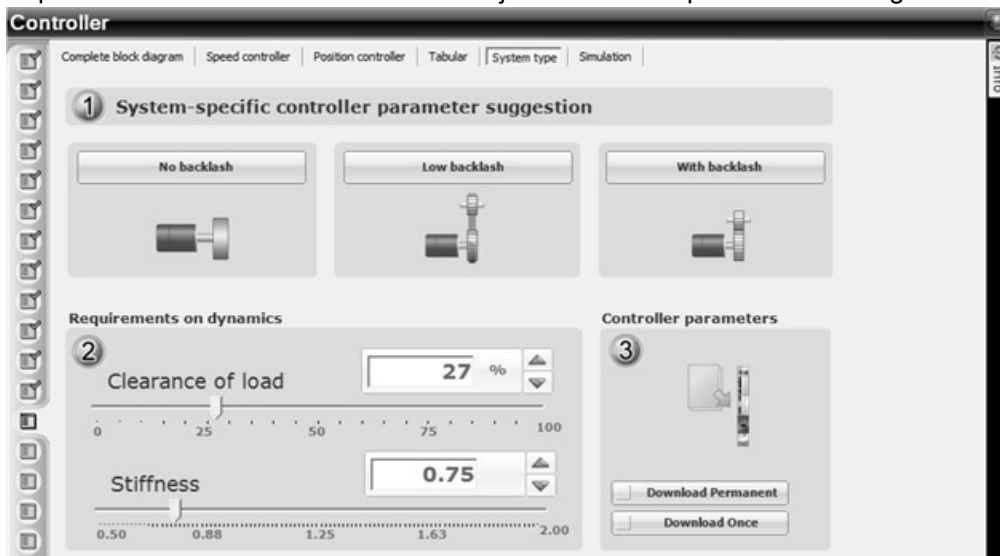 Controller
Complete block diagram Speed controller Position controller Tabular System type Simulation
1 System-specific controller parameter suggestion
No backlash Low backlash With backlash
Requirements on dynamics
2
Clearance of load 27 %
0 25 50 75 100
Stiffness 0.75
0.50 0.88 1.25 1.63 2.00
Controller parameters
3
Download Permanent
Download Once